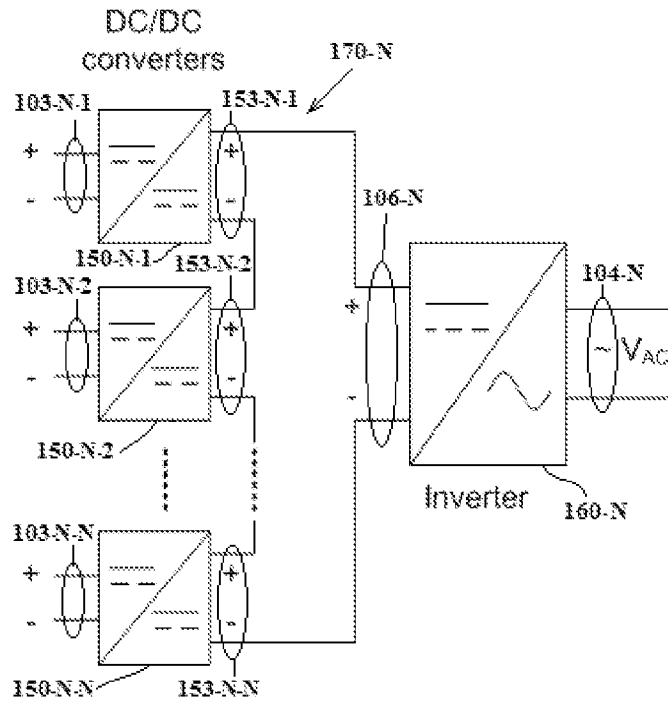 DC/DC
converters
170-N
103-N-1
153-N-1
+
+
-
-
106-N
150-N-1
103-N-2
153-N-2
104-N
+
+
+
~ VAC
-
-
-
150-N-2
Inverter
160-N
103-N-N
+
+
-
-
150-N-N
153-N-N